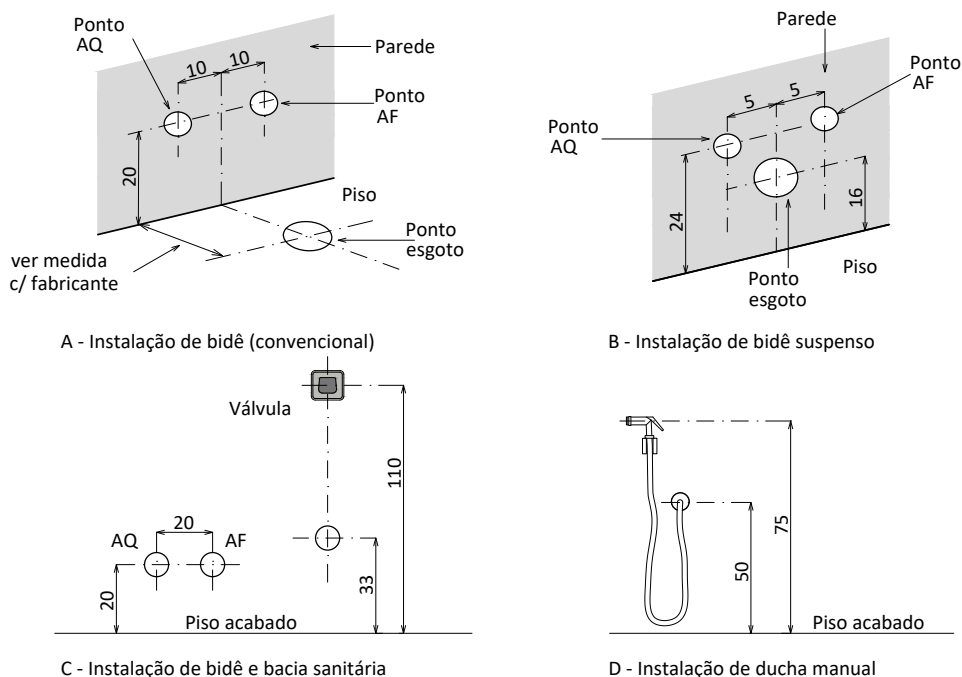 Ponto
AQ
10
10
Parede
Ponto
AF
20
Piso
Ponto
esgoto
ver medida
c/ fabricante
A - Instalação de bidê (convencional)
Parede
Ponto
AF
5
5
Ponto
AQ
24
16
Piso
Ponto
esgoto
B - Instalação de bidê suspenso
Válvula
110
20
AQ
AF
33
20
Piso acabado
C - Instalação de bidê e bacia sanitária
75
50
Piso acabado
D - Instalação de ducha manual